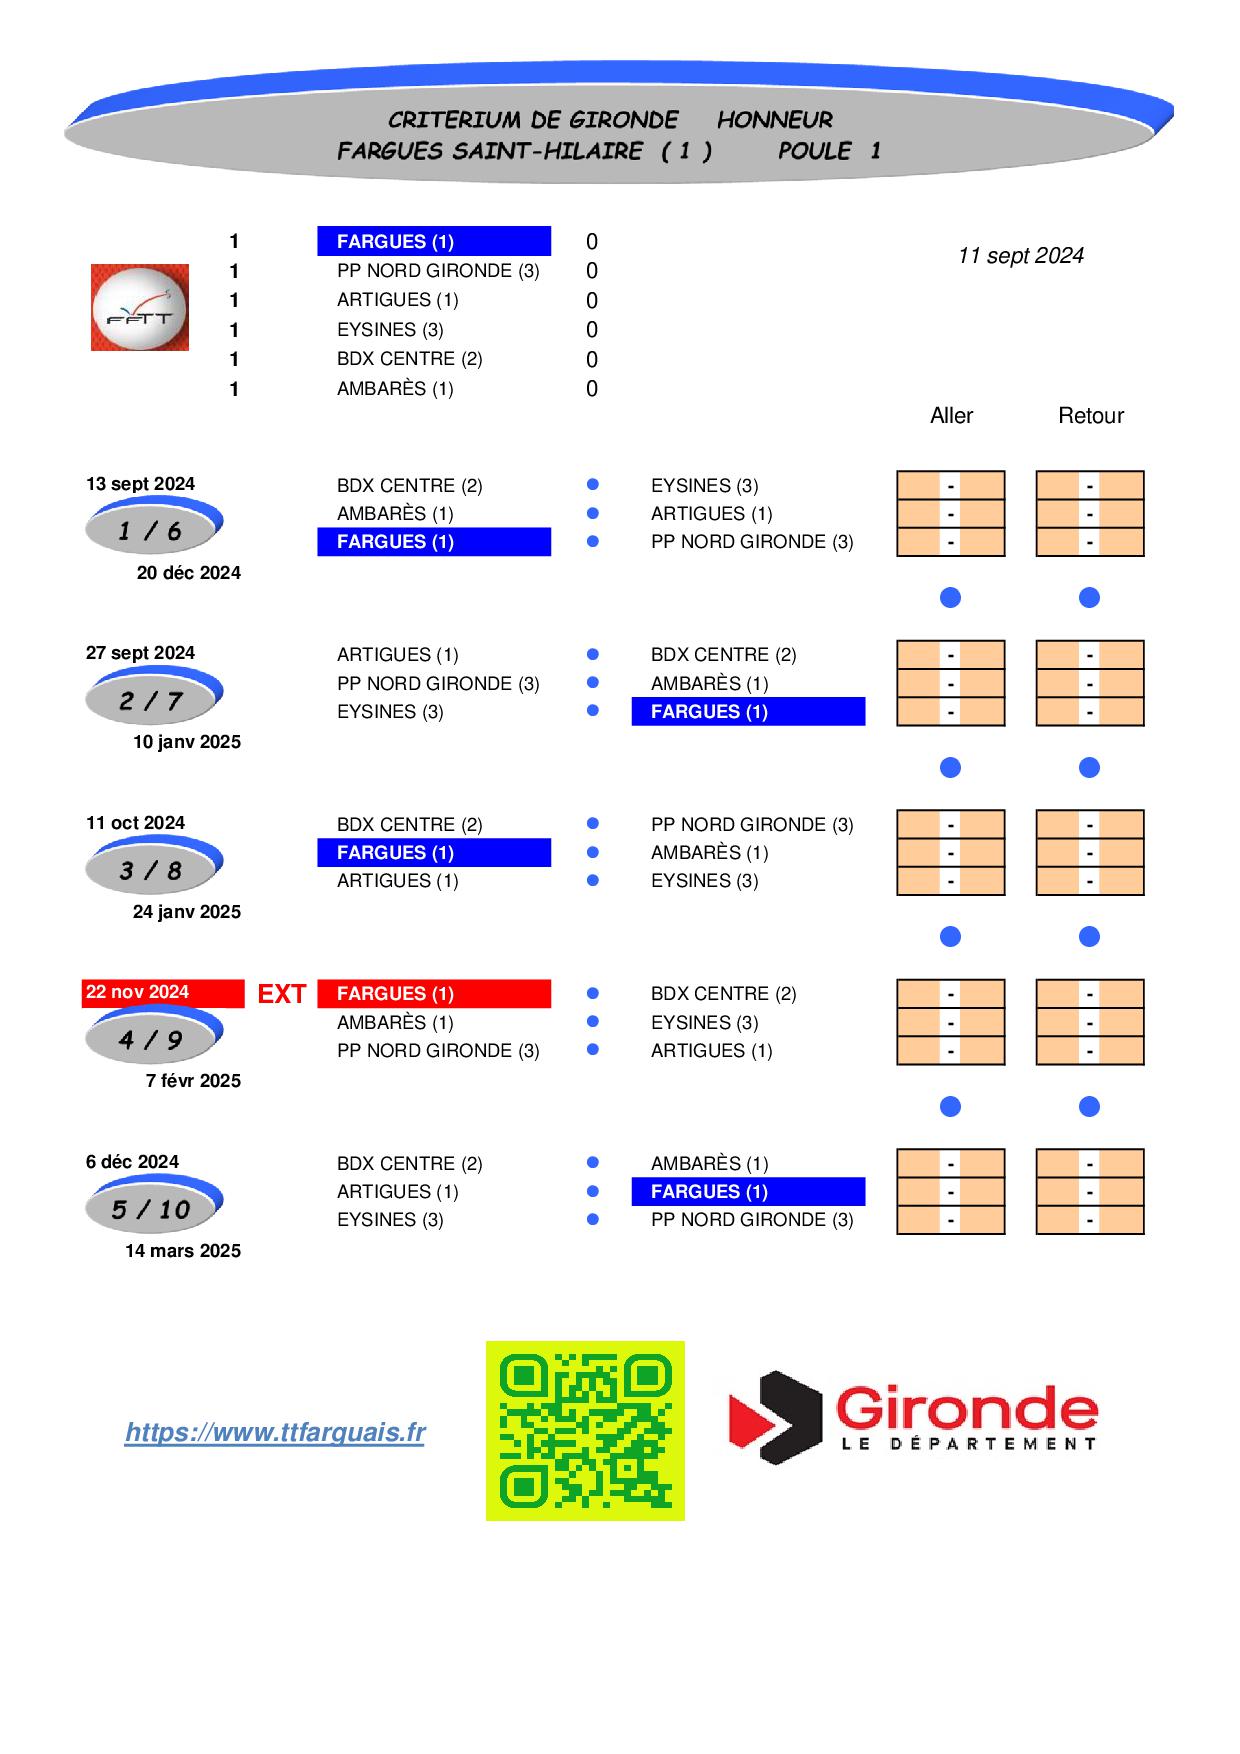 CRITERIUM DE GIRONDE HONNEUR
FARGUES SAINT-HILAIRE ( 1 ) POULE 1
1 FARGUES (1) 0
11 sept 2024
1 PP NORD GIRONDE (3) 0
1 ARTIGUES (1) 0
FFTT
1 EYSINES (3) 0
1 BDX CENTRE (2) 0
1 AMBARÈS (1) 0
Aller Retour
13 sept 2024 BDX CENTRE (2) EYSINES (3) - -
AMBARÈS (1) ARTIGUES (1) - -
1 / 6 FARGUES (1) PP NORD GIRONDE (3) - -
20 déc 2024
27 sept 2024 ARTIGUES (1) BDX CENTRE (2) - -
PP NORD GIRONDE (3) AMBARÈS (1) - -
2 / 7 EYSINES (3) FARGUES (1) - -
10 janv 2025
11 oct 2024 BDX CENTRE (2) PP NORD GIRONDE (3) - -
FARGUES (1) AMBARÈS (1) - -
3 / 8 ARTIGUES (1) EYSINES (3) - -
24 janv 2025
22 nov 2024 EXT FARGUES (1) BDX CENTRE (2) - -
AMBARÈS (1) EYSINES (3) - -
4 / 9 PP NORD GIRONDE (3) ARTIGUES (1) - -
7 févr 2025
6 déc 2024 BDX CENTRE (2) AMBARÈS (1) - -
ARTIGUES (1) FARGUES (1) - -
5 / 10 EYSINES (3) PP NORD GIRONDE (3) - -
14 mars 2025
https://www.ttfarguais.fr
Gironde
LE DÉPARTEMENT